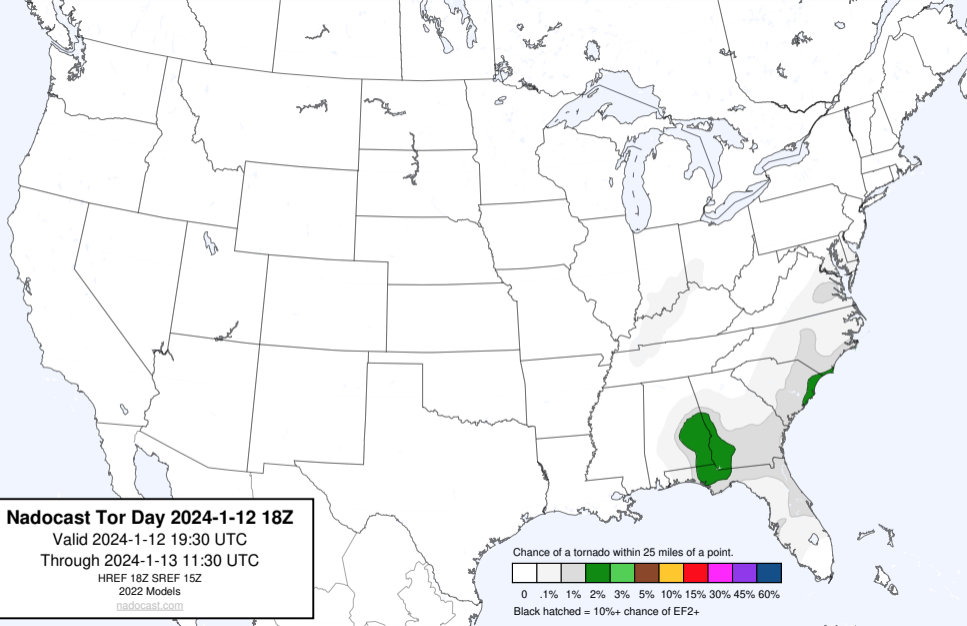 Nadocast Tor Day 2024-1-12 18Z
Valid 2024-1-12 19:30 UTC
Through 2024-1-13 11:30 UTC
HREF 18Z SREF 15Z
2022 Models
nadocast.com
Chance of a tornado within 25 miles of a point.
0 .1% 1% 2% 3% 5% 10% 15% 30% 45% 60%
Black hatched = 10%+ chance of EF2+